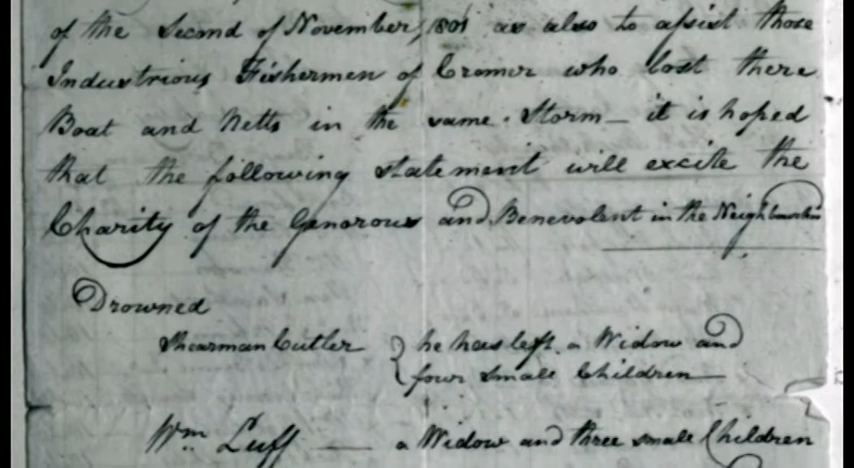 of the Second of November, 1801 as also to assist those
Industrious Fishermen of Cromer who lost there
Boat and Netts in the same Storm — it is hoped
that the following statement will excite the
Charity of the Generous and Benevolent in the
Drowned
Shearman Cutler { he has left a Widow and
four small Children —
Wm Luff — a Widow and three small Children